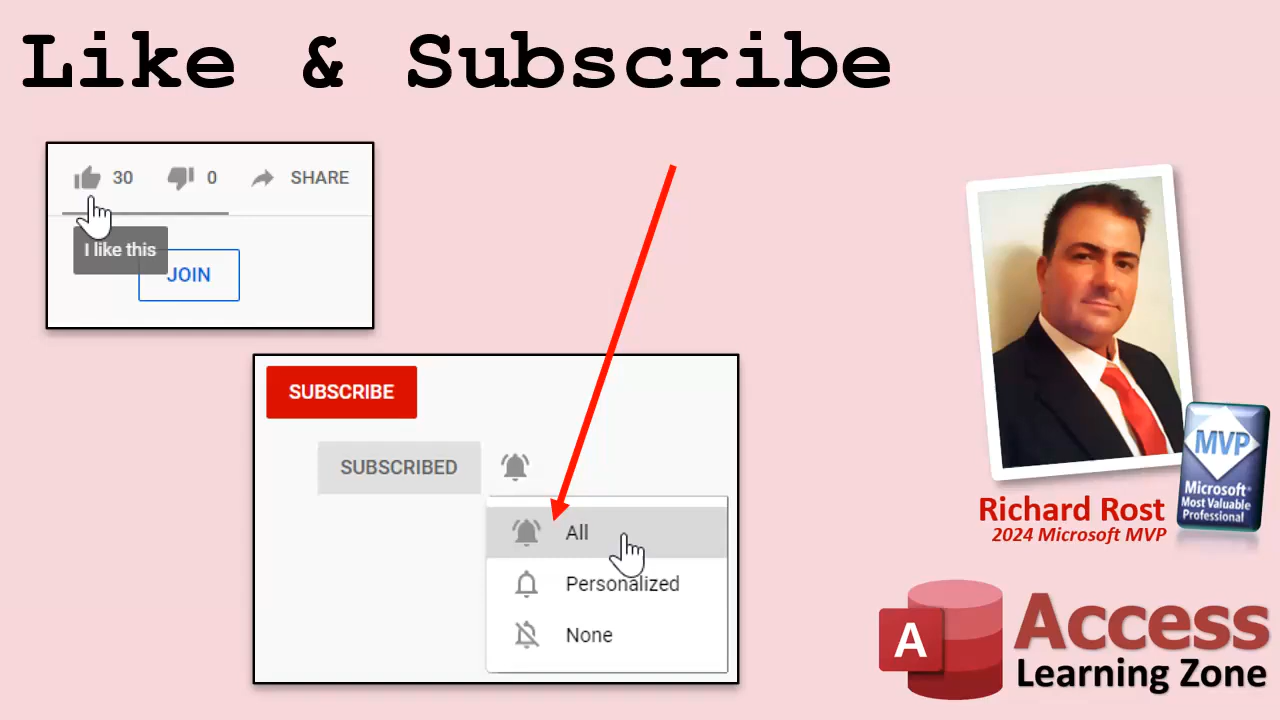 Like & Subscribe
30 0 SHARE
I like this
JOIN
SUBSCRIBE
SUBSCRIBED
All
Personalized
None
MVP
Microsoft®
Most Valuable
Professional
Richard Rost
2024 Microsoft MVP
A
Access
Learning Zone